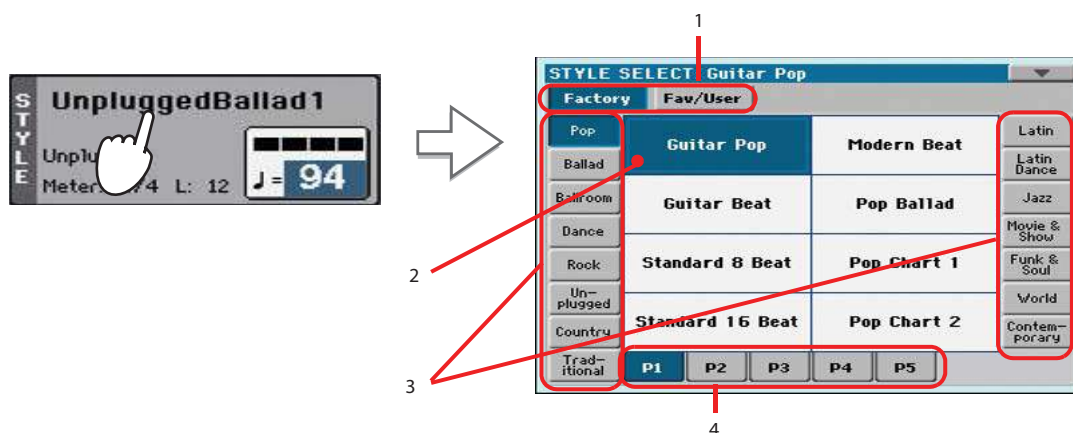 1
STYLE
UnpluggedBallad1
Unplu
Meter: /4 L: 12
♩= 94
STYLE SELECT: Guitar Pop
Factory Fav/User
Pop
Ballad
Ballroom
Dance
Rock
Un-
plugged
Country
Trad-
itional
Guitar Pop Modern Beat
Guitar Beat Pop Ballad
Standard 8 Beat Pop Chart 1
Standard 16 Beat Pop Chart 2
Latin
Latin
Dance
Jazz
Movie &
Show
Funk &
Soul
World
Contem-
porary
P1 P2 P3 P4 P5
2
3
4